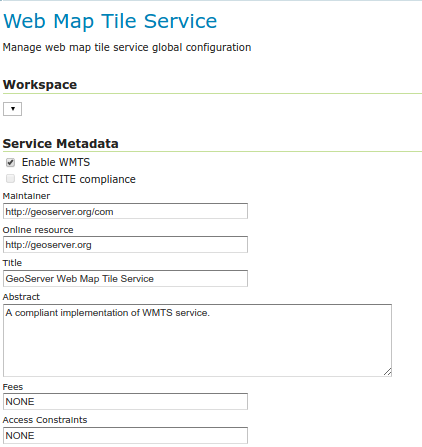 Web Map Tile Service
Manage web map tile service global configuration
Workspace
Service Metadata
Enable WMTS
Strict CITE compliance
Maintainer
http://geoserver.org/com
Online resource
http://geoserver.org
Title
GeoServer Web Map Tile Service
Abstract
A compliant implementation of WMTS service.
Fees
NONE
Access Constraints
NONE